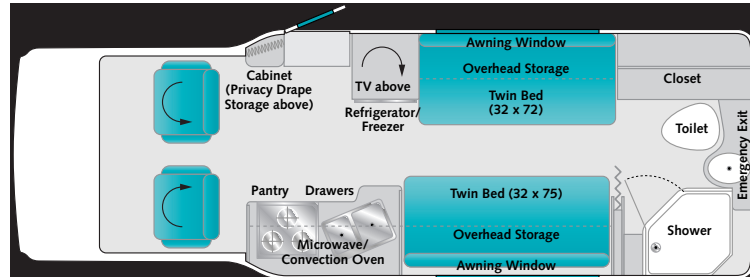 Awning Window
Overhead Storage
Twin Bed
(32 x 72)
Cabinet
(Privacy Drape
Storage above)
TV above
Refrigerator/
Freezer
Closet
Toilet
Emergency Exit
Pantry
Drawers
Microwave/
Convection Oven
Twin Bed (32 x 75)
Overhead Storage
Awning Window
Shower